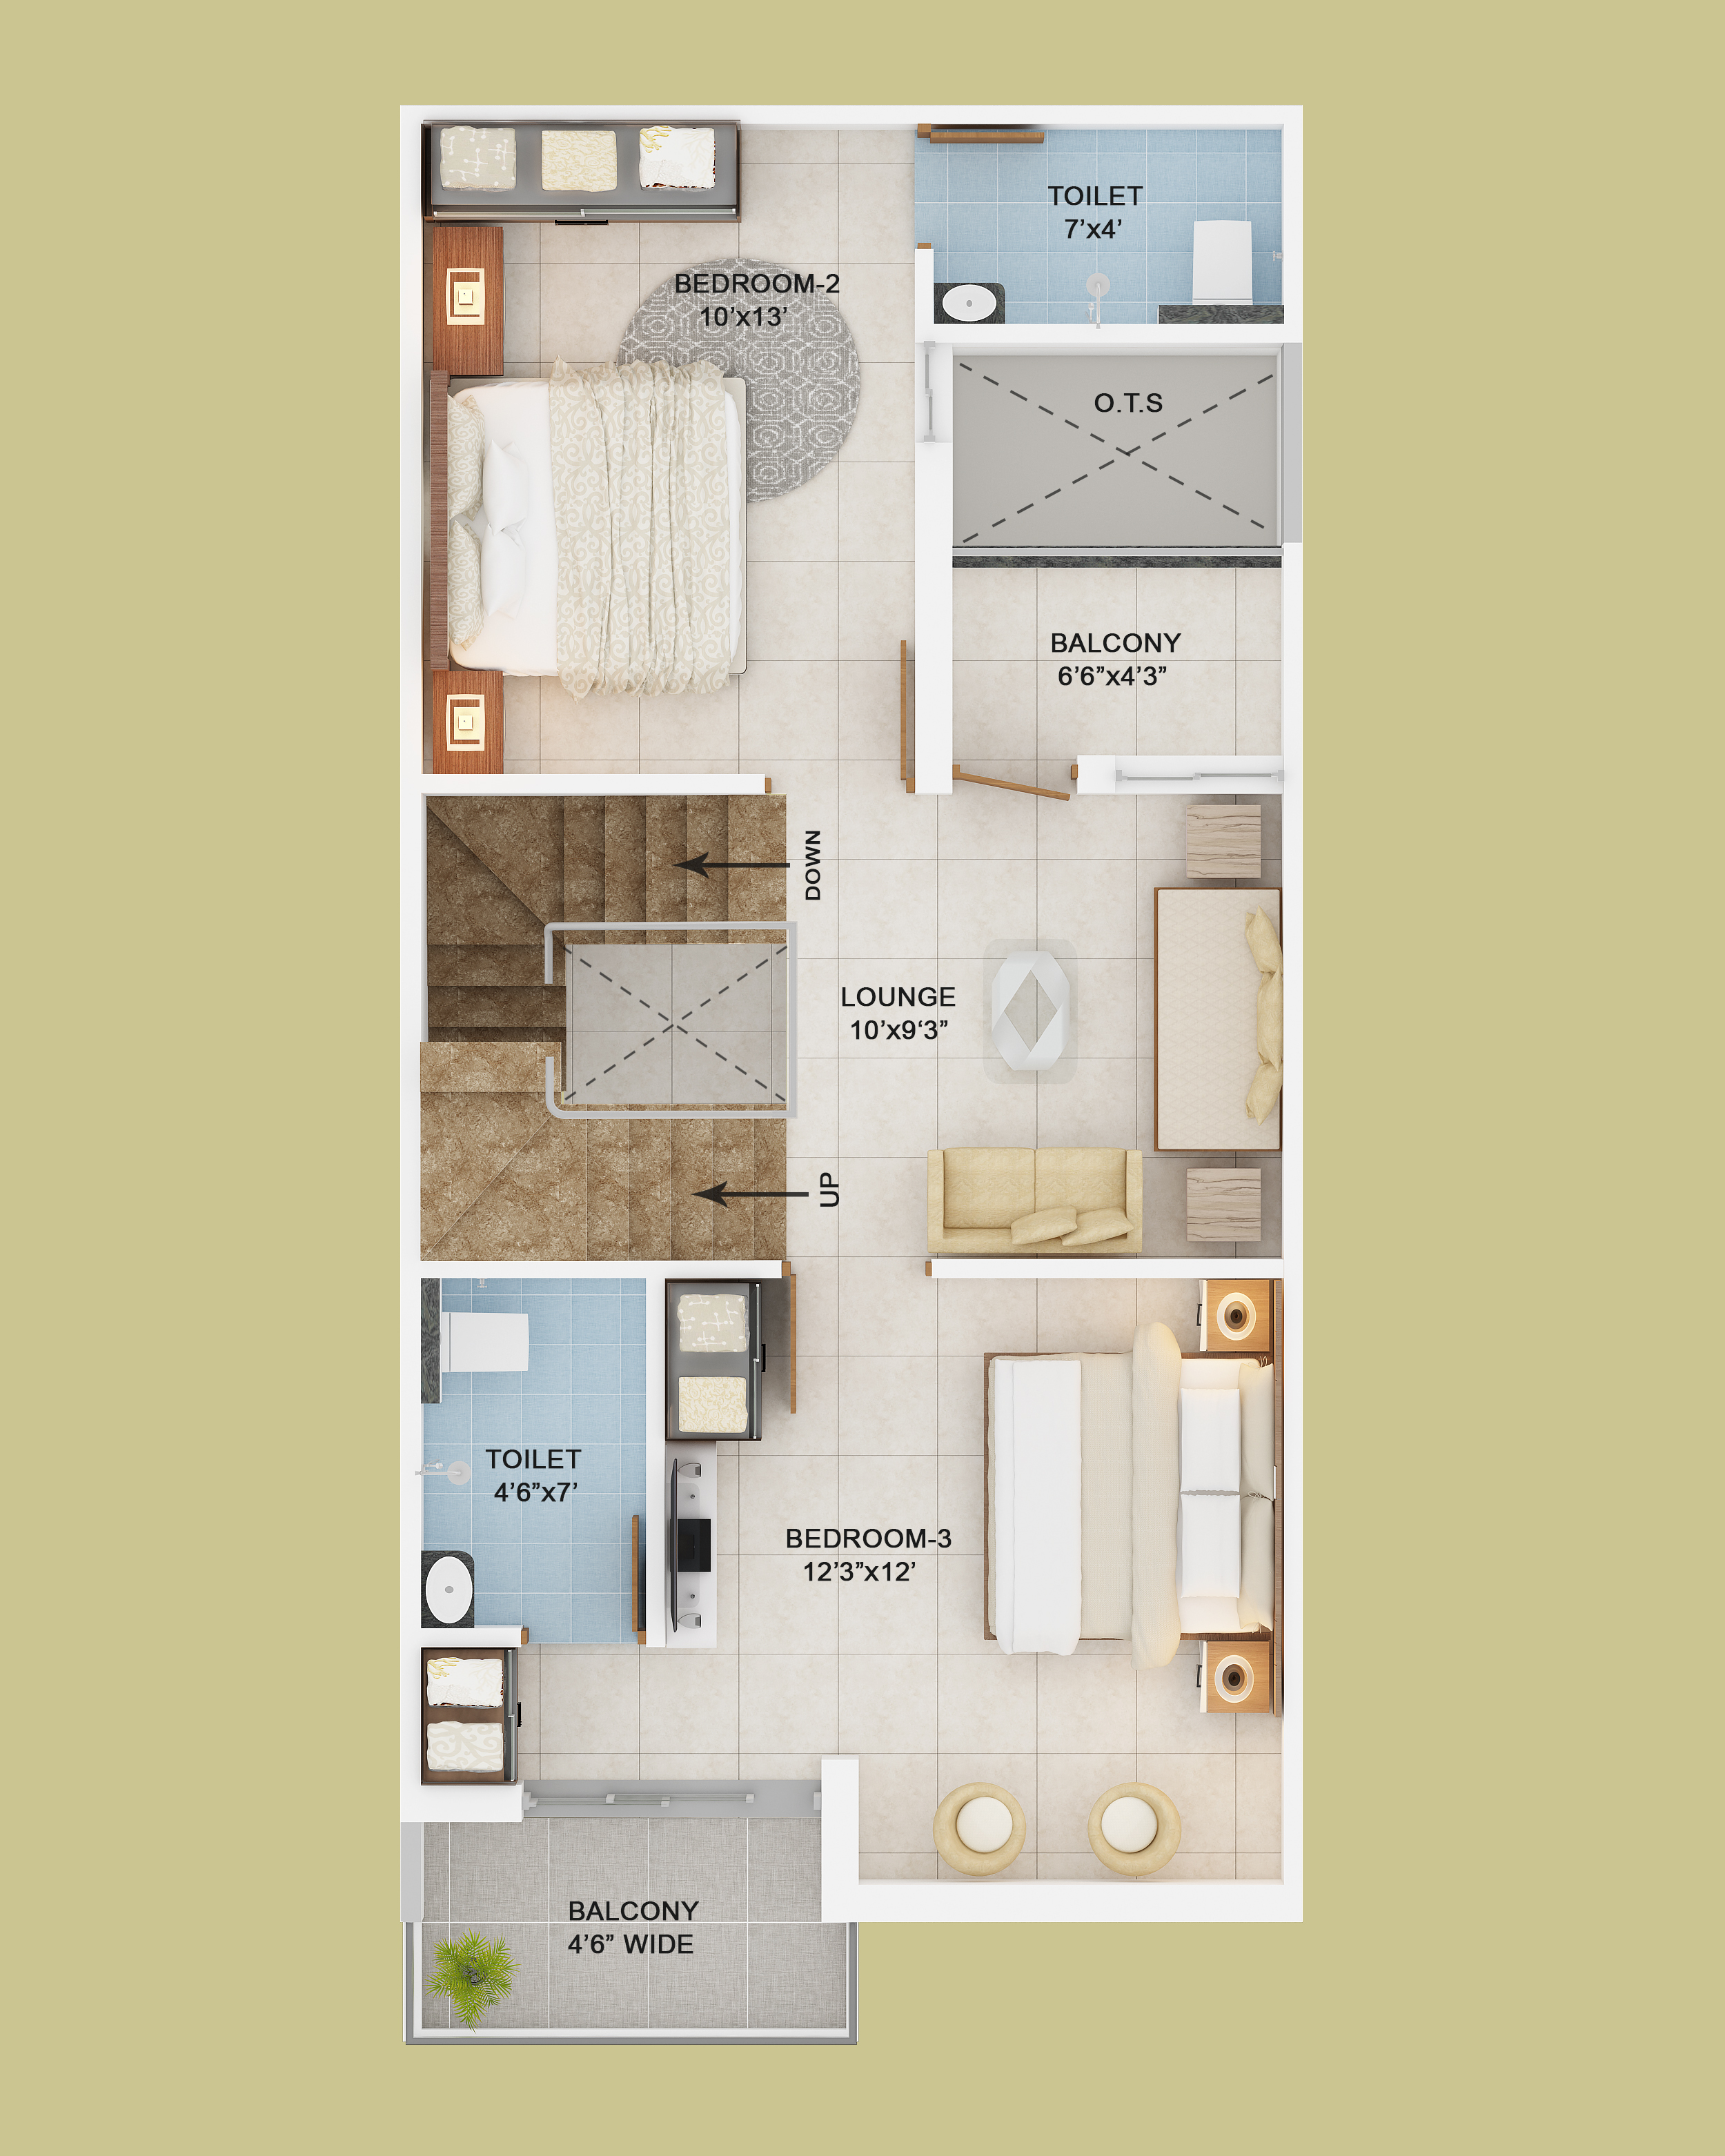 TOILET
7’x4’
BEDROOM-2
10’x13’
O.T.S
BALCONY
6’6”x4’3”
DOWN
LOUNGE
10’x9‘3”
UP
TOILET
4’6”x7’
BEDROOM-3
12’3”x12’
BALCONY
4’6” WIDE